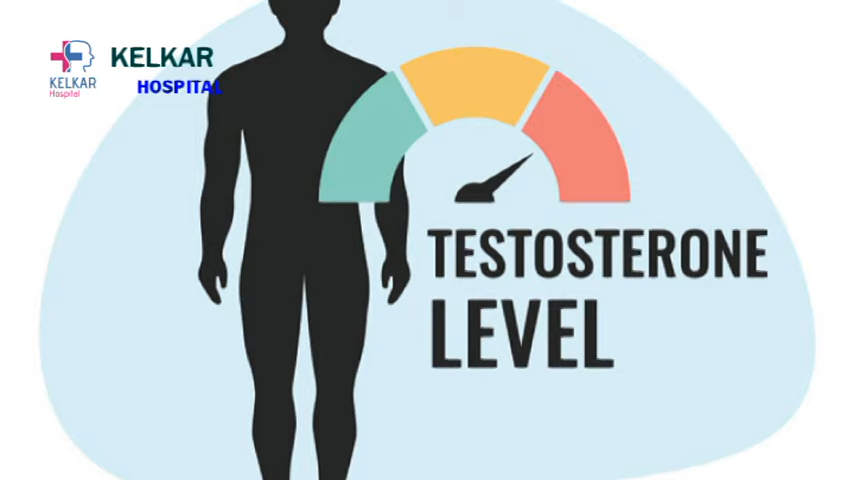 KELKAR
HOSPITAL
KELKAR
Hospital
TESTOSTERONE
LEVEL